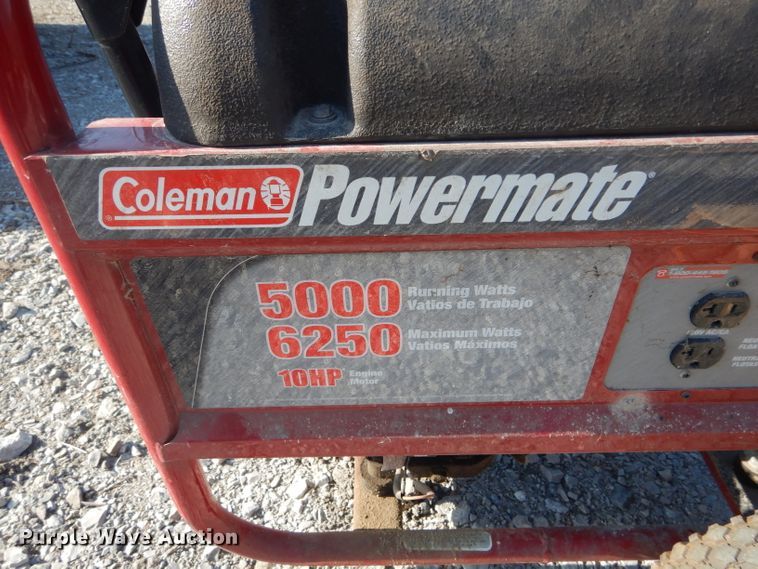 Coleman Powermate
5000 Running Watts
Vatios de Trabajo
6250 Maximum Watts
Vatios Máximos
10HP Engine
Motor
Purple Wave Auction